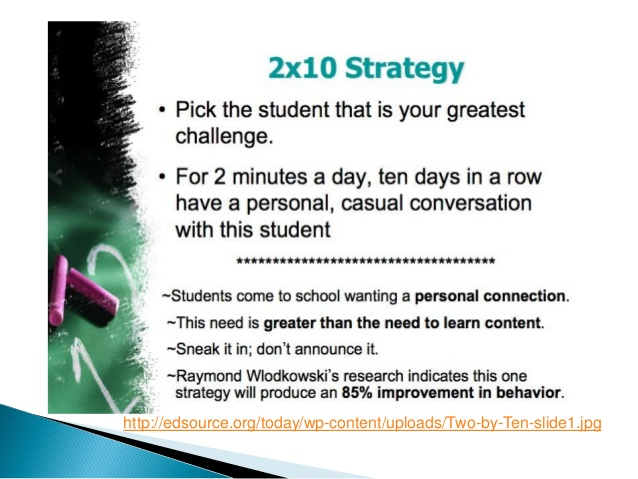 2x10 Strategy
• Pick the student that is your greatest
challenge.
• For 2 minutes a day, ten days in a row
have a personal, casual conversation
with this student
************************************
~Students come to school wanting a personal connection.
~This need is greater than the need to learn content.
~Sneak it in; don't announce it.
~Raymond Wlodkowski's research indicates this one
strategy will produce an 85% improvement in behavior.
http://edsource.org/today/wp-content/uploads/Two-by-Ten-slide1.jpg